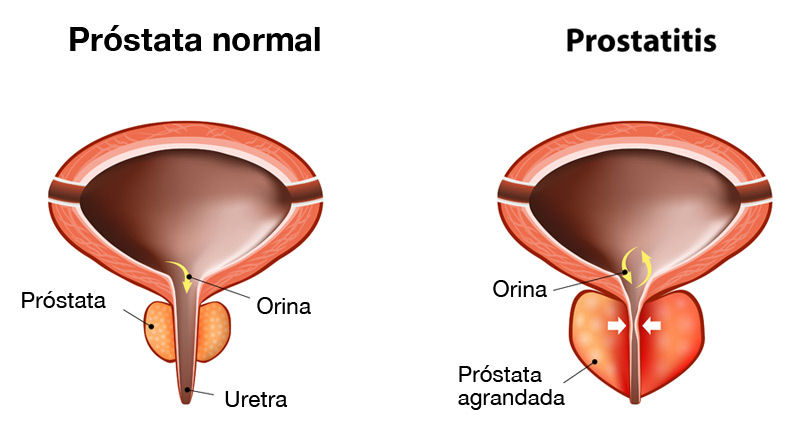 Próstata normal
Prostatitis
Próstata
Orina
Uretra
Orina
Próstata
agrandada